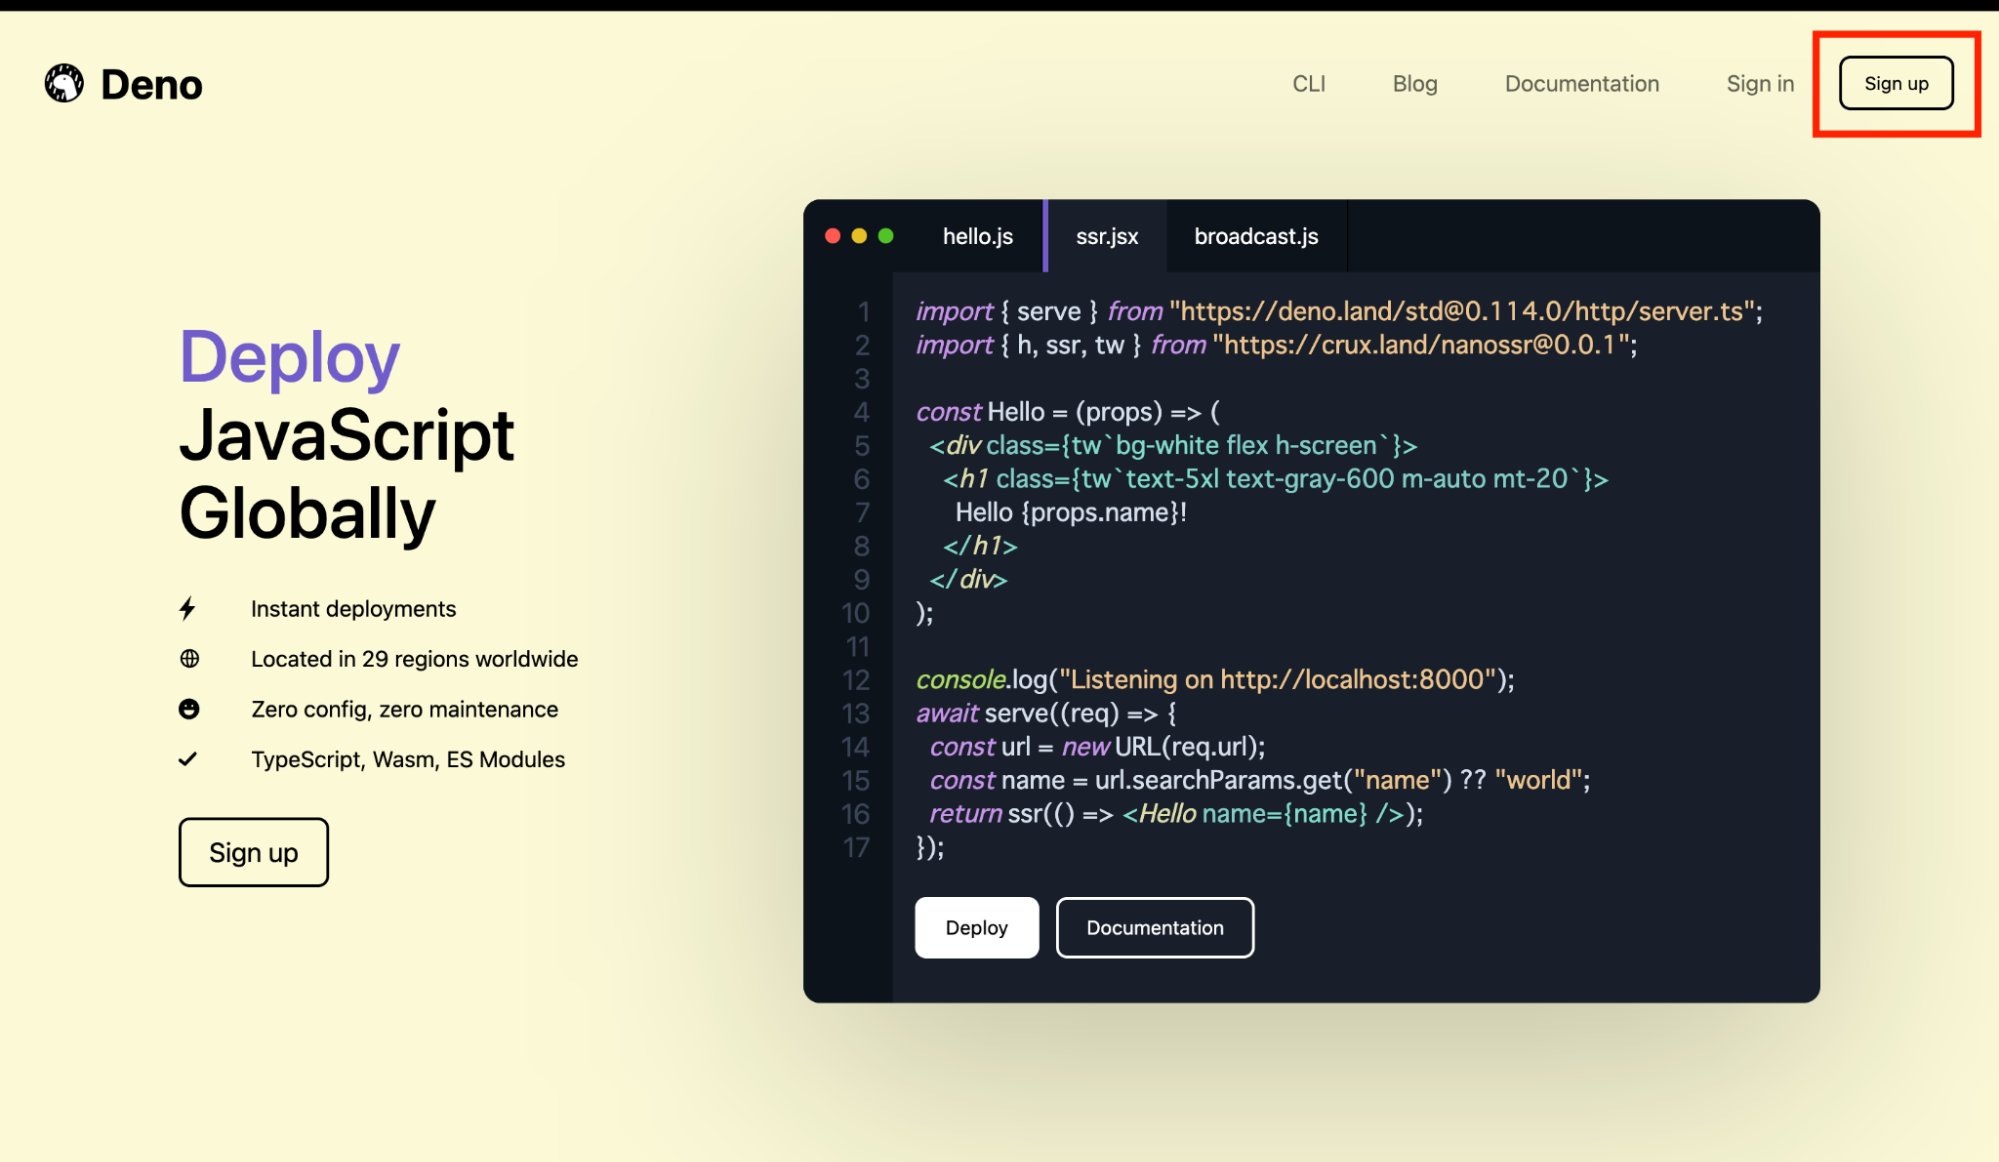 Deno
CLI
Blog
Documentation
Sign in
Sign up
Deploy
JavaScript
Globally
Instant deployments
Located in 29 regions worldwide
Zero config, zero maintenance
TypeScript, Wasm, ES Modules
Sign up
hello.js
ssr.jsx
broadcast.js
1 import { serve } from "https://deno.land/std@0.114.0/http/server.ts";
2 import { h, ssr, tw } from "https://crux.land/nanossr@0.0.1";
3
4 const Hello = (props) => (
5 <div class={tw`bg-white flex h-screen`}>
6 <h1 class={tw`text-5xl text-gray-600 m-auto mt-20`}>
7 Hello {props.name}!
8 </h1>
9 </div>
10 );
11
12 console.log("Listening on http://localhost:8000");
13 await serve((req) => {
14 const url = new URL(req.url);
15 const name = url.searchParams.get("name") ?? "world";
16 return ssr(() => <Hello name={name} />);
17 });
Deploy
Documentation